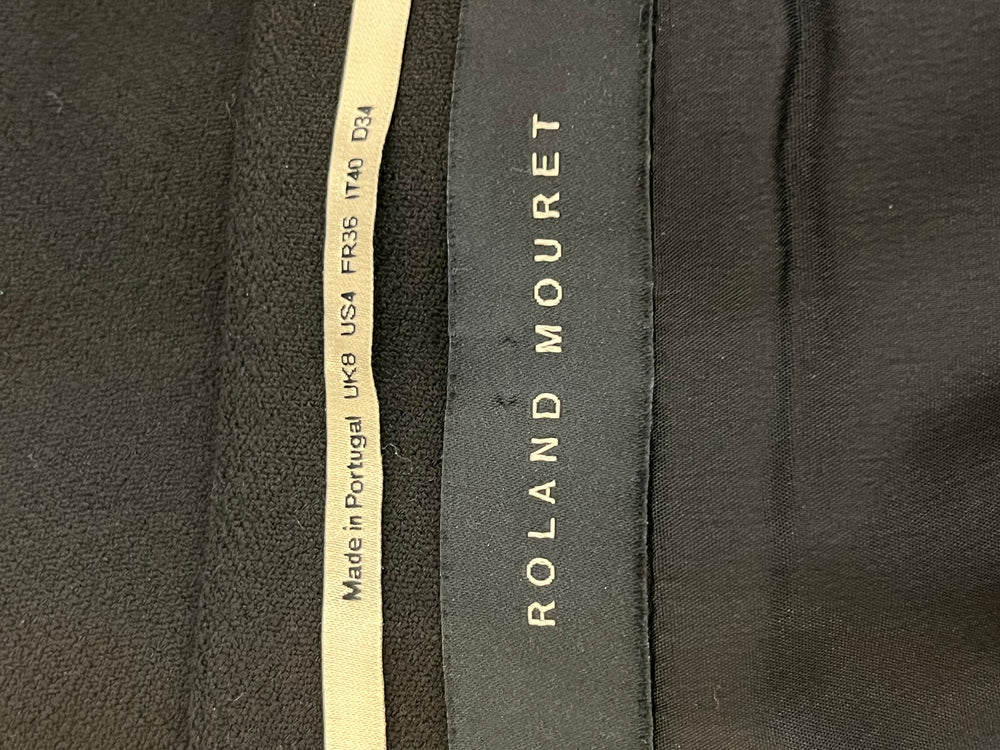 Made in Portugal UK8 US4 FR36 IT40 D34
ROLAND MOURET